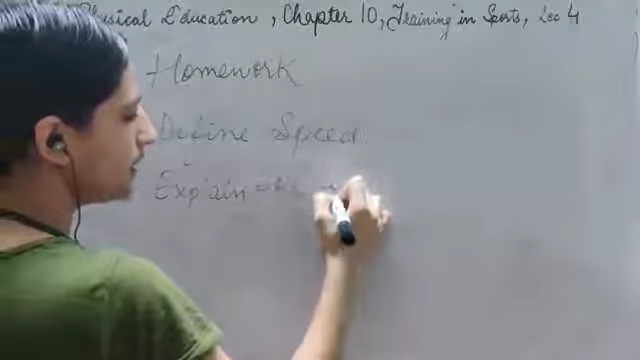 Physical Education, Chapter 10, Training in Sports, Lec 4
Homework
Define Speed.
Explain